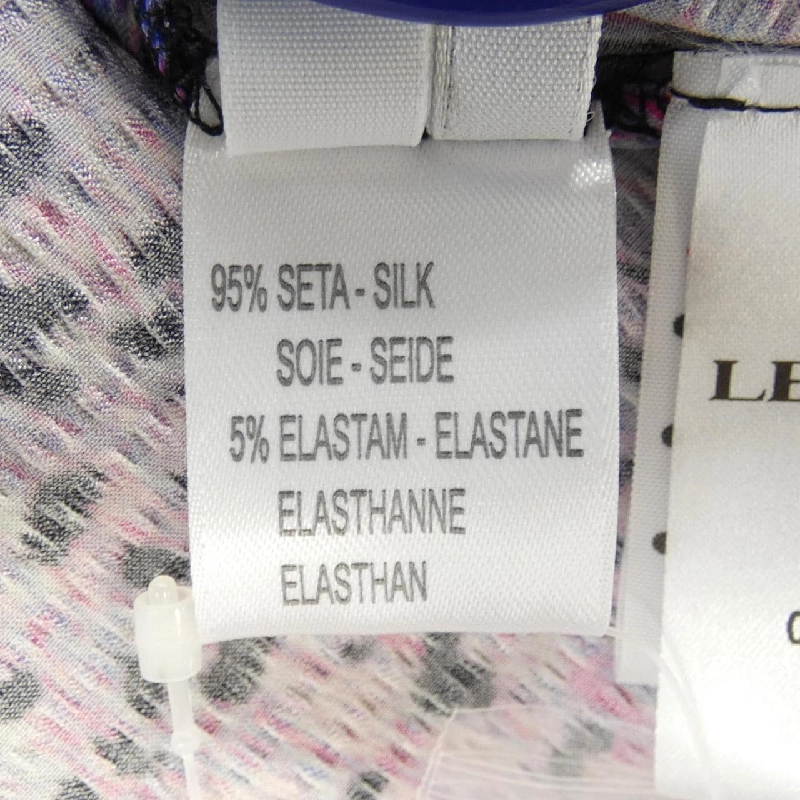 95% SETA - SILK
SOIE - SEIDE
5% ELASTAM - ELASTANE
ELASTHANNE
ELASTHAN
LE